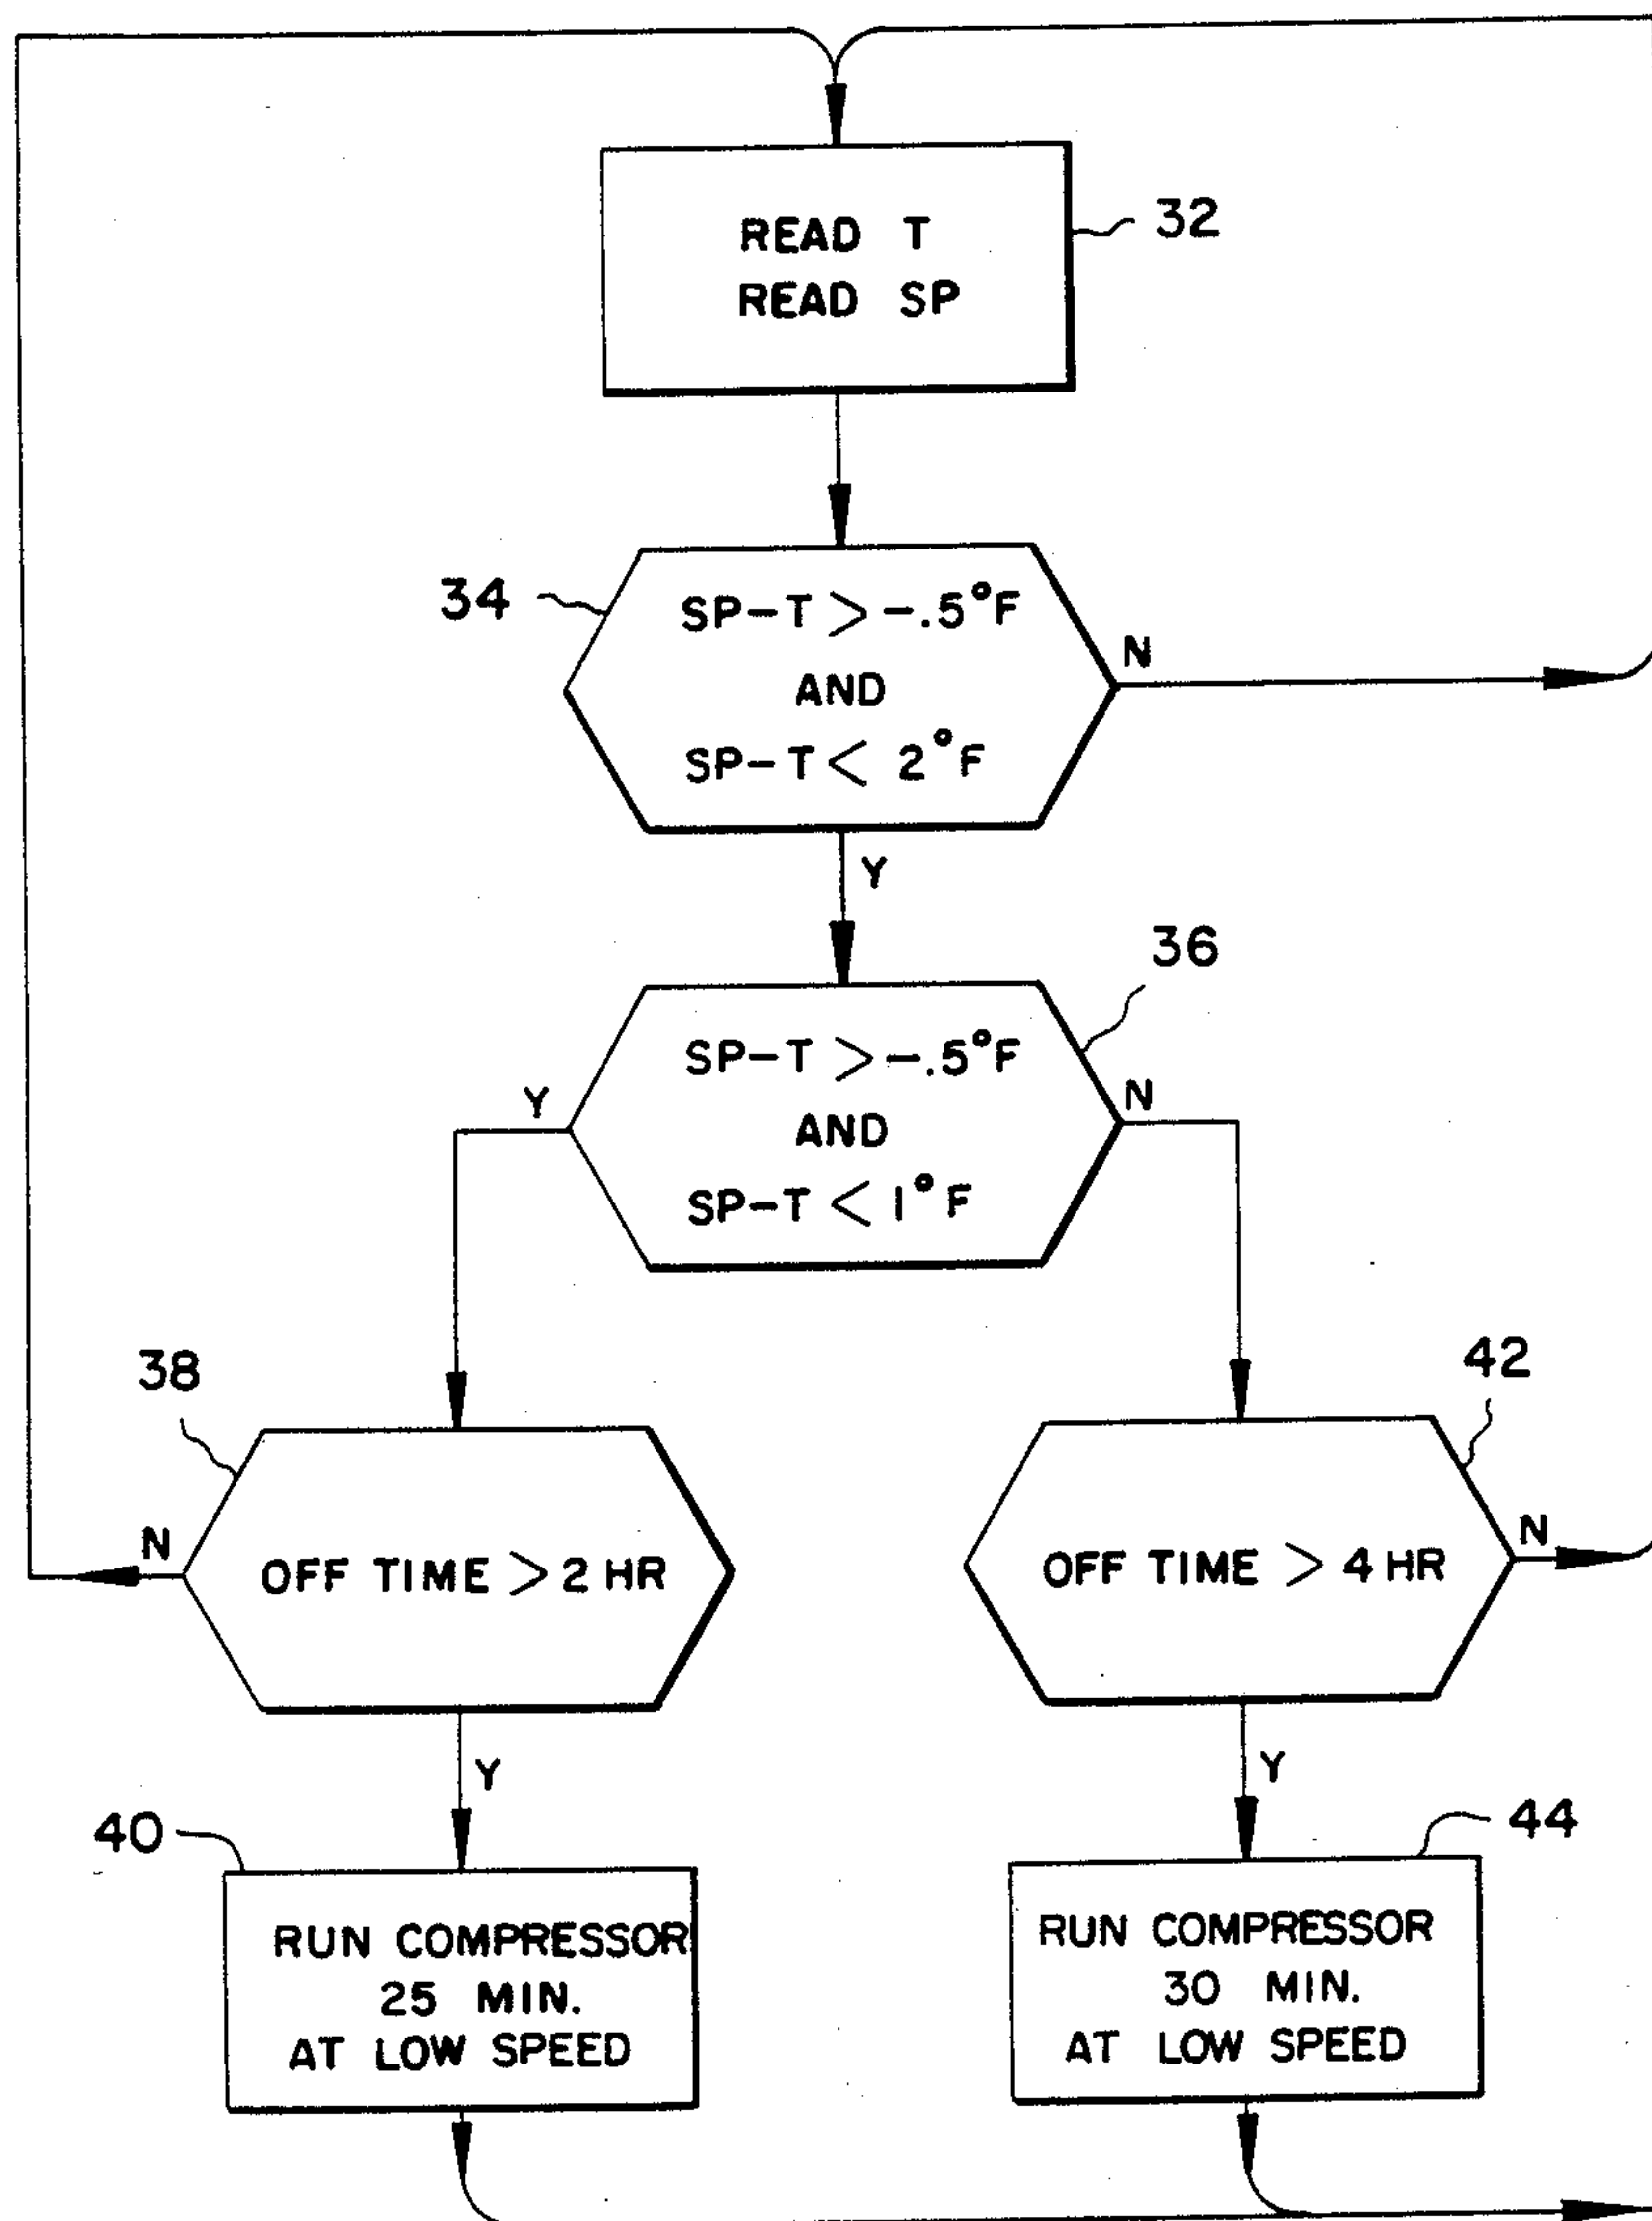 READ T
READ SP
32
34
SP-T > -.5°F
AND
SP-T < 2°F
N
Y
36
SP-T > -.5°F
AND
SP-T < 1°F
Y
N
38
42
OFF TIME > 2 HR
N
OFF TIME > 4 HR
N
Y
Y
40
44
RUN COMPRESSOR
25 MIN.
AT LOW SPEED
RUN COMPRESSOR
30 MIN.
AT LOW SPEED